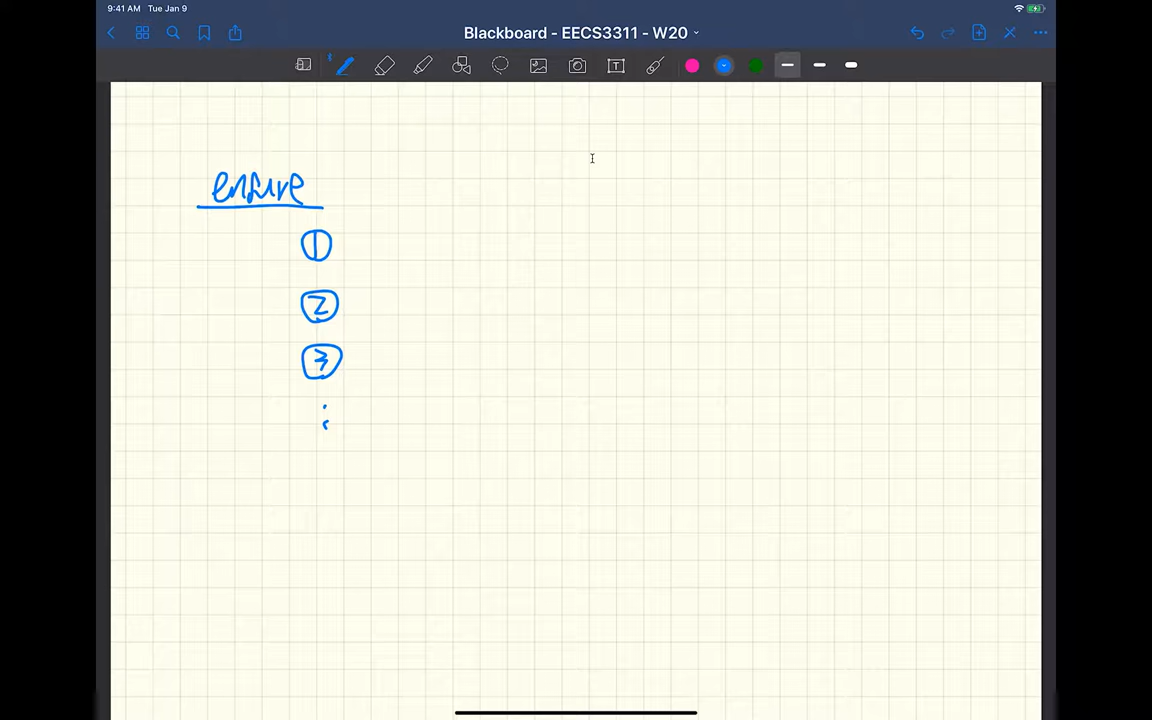 9:41 AM Tue Jan 9
Blackboard - EECS3311 - W20
ensure
①
②
③
: